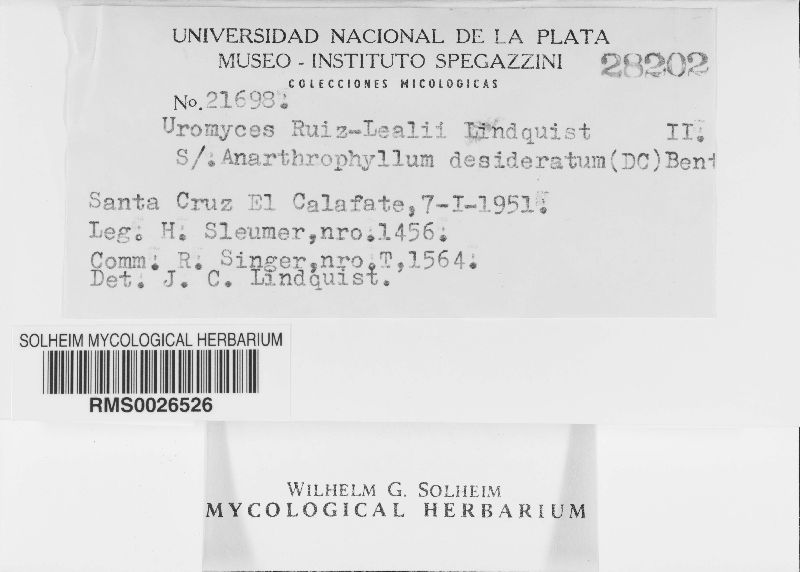 UNIVERSIDAD NACIONAL DE LA PLATA
MUSEO - INSTITUTO SPEGAZZINI
28202
COLECCIONES MICOLOGICAS
No. 21698.
Uromyces Ruiz-Lealii Lindquist II.
S/. Anarthrophyllum desideratum (DC) Bent
Santa Cruz El Calafate, 7-I-1951.
Leg. H. Sleumer, nro. 1456.
Comm. R. Singer, nro. T, 1564.
Det. J. C. Lindquist.
SOLHEIM MYCOLOGICAL HERBARIUM
RMS0026526
WILHELM G. SOLHEIM
MYCOLOGICAL HERBARIUM